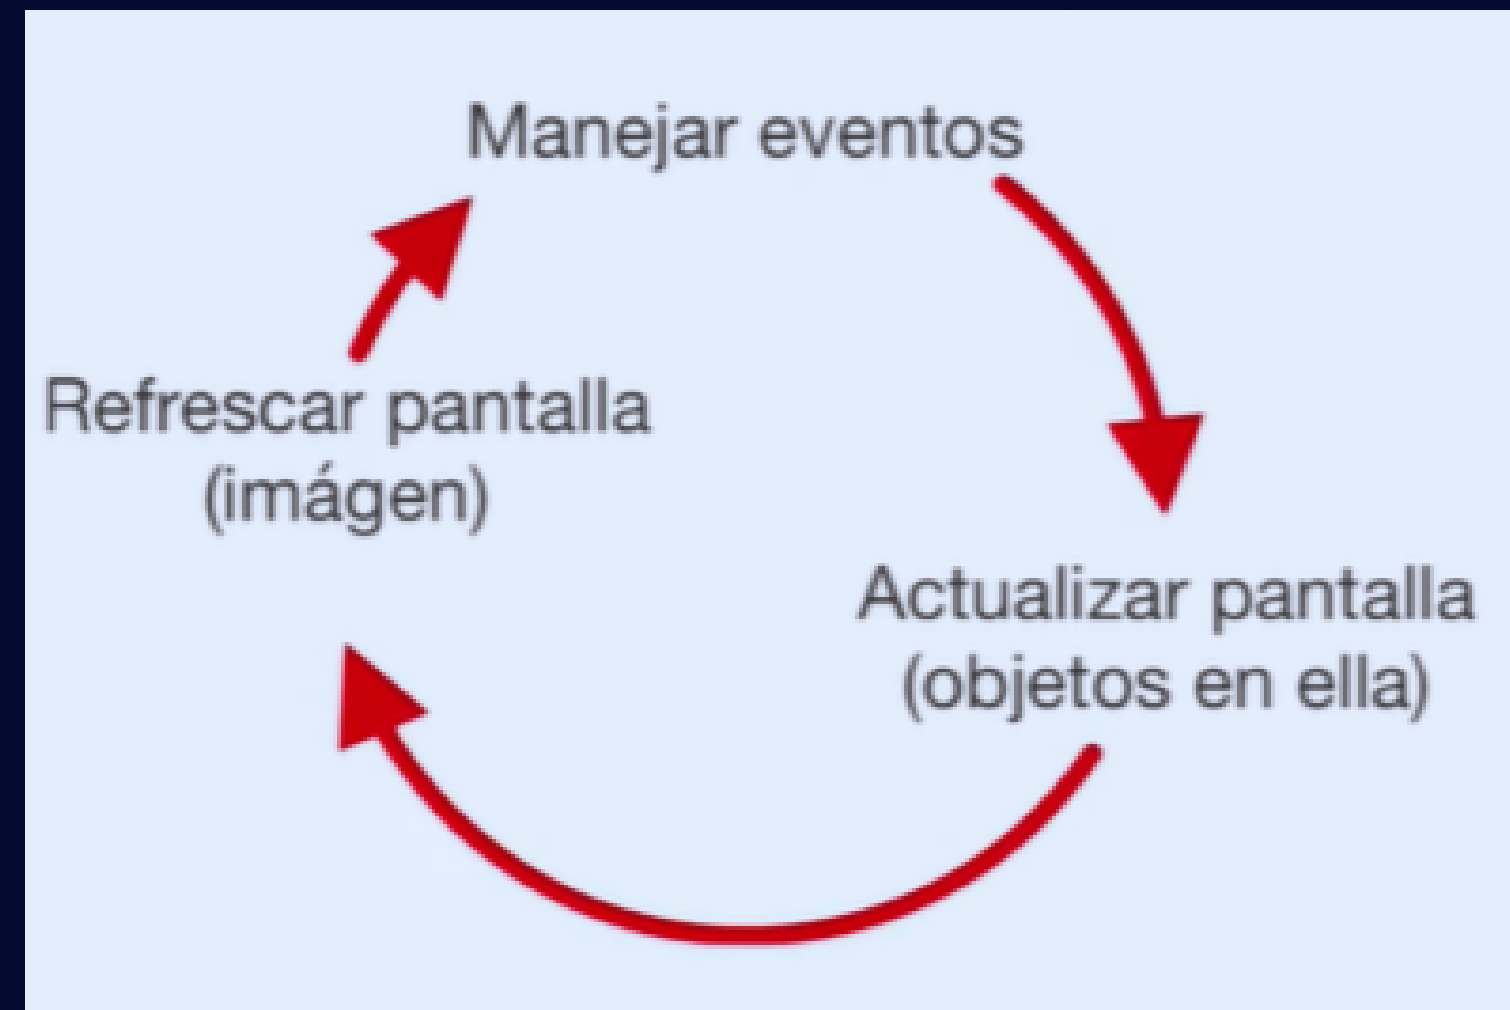 Manejar eventos
Refrescar pantalla
(imágen)
Actualizar pantalla
(objetos en ella)